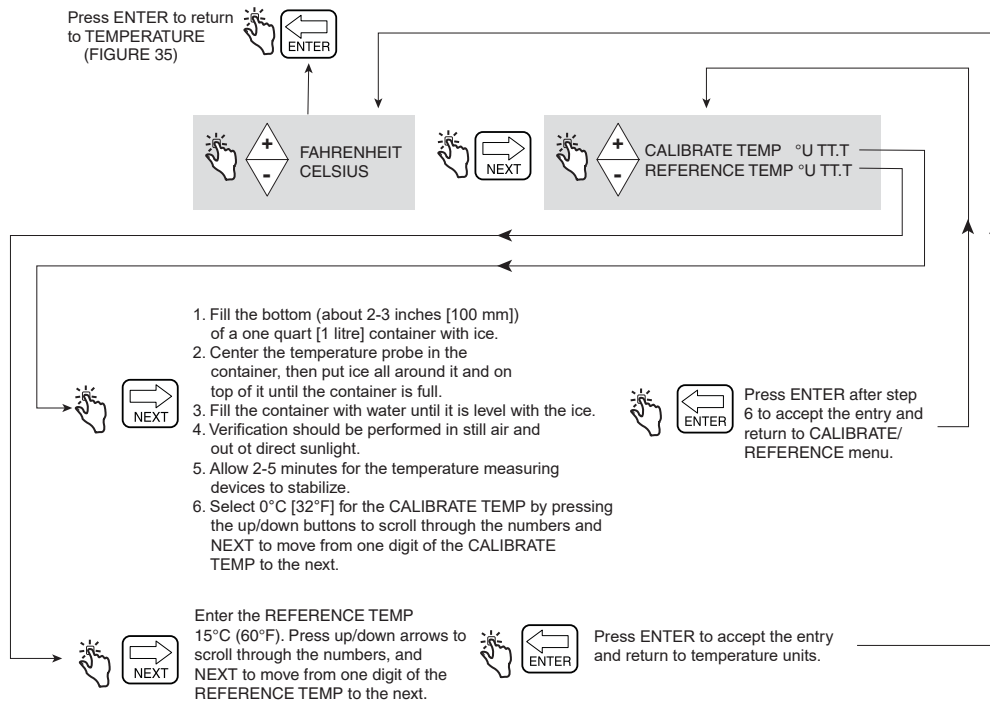 Press ENTER to return
to TEMPERATURE
(FIGURE 35)
ENTER
+
-
FAHRENHEIT
CELSIUS
NEXT
+
-
CALIBRATE TEMP °U TT.T
REFERENCE TEMP °U TT.T
NEXT
1. Fill the bottom (about 2-3 inches [100 mm])
of a one quart [1 litre] container with ice.
2. Center the temperature probe in the
container, then put ice all around it and on
top of it until the container is full.
3. Fill the container with water until it is level with the ice.
4. Verification should be performed in still air and
out ot direct sunlight.
5. Allow 2-5 minutes for the temperature measuring
devices to stabilize.
6. Select 0°C [32°F] for the CALIBRATE TEMP by pressing
the up/down buttons to scroll through the numbers and
NEXT to move from one digit of the CALIBRATE
TEMP to the next.
ENTER
Press ENTER after step
6 to accept the entry and
return to CALIBRATE/
REFERENCE menu.
NEXT
Enter the REFERENCE TEMP
15°C (60°F). Press up/down arrows to
scroll through the numbers, and
NEXT to move from one digit of the
REFERENCE TEMP to the next.
ENTER
Press ENTER to accept the entry
and return to temperature units.